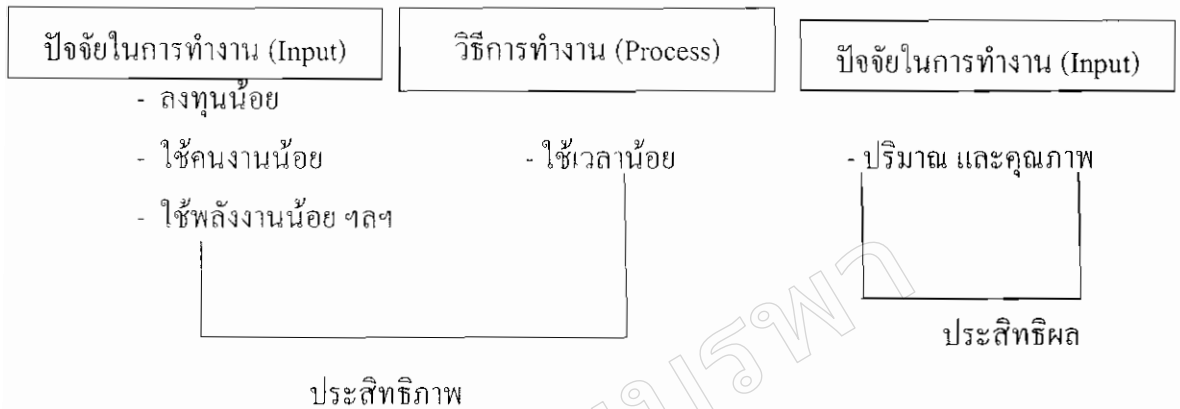 ปัจจัยในการทำงาน (Input)
วิธีการทำงาน (Process)
ปัจจัยในการทำงาน (Input)
- ลงทุนน้อย
- ใช้คนงานน้อย
- ใช้เวลาน้อย
- ปริมาณ และคุณภาพ
- ใช้พลังงานน้อย ฯลฯ
ประสิทธิผล
ประสิทธิภาพ